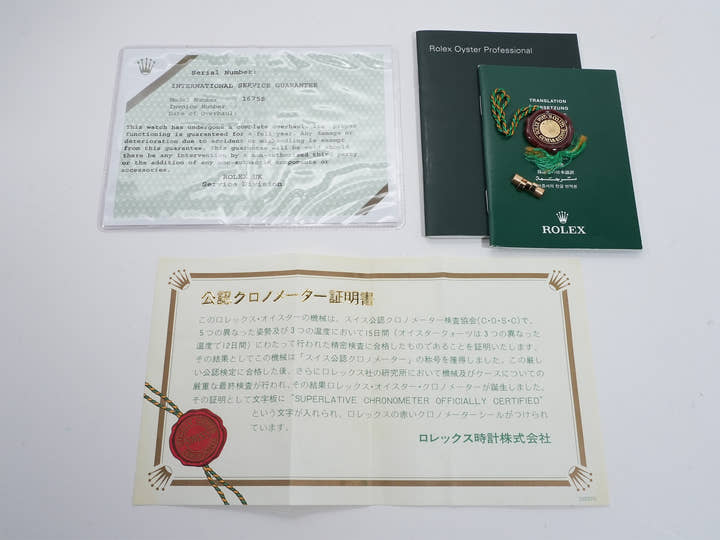 Serial Number:
INTERNATIONAL SERVICE GUARANTEE
Model Number 16758
Invoice Number
Date of Overhaul:
This watch has undergone a complete overhaul. Its proper
functioning is guaranteed for a full year. Any damage or
deterioration due to accident or mishandling is exempt
from this guarantee. This guarantee will be void should
there be any intervention by a non-authorised third party
or the addition of any non-authentic components or
accessories.
ROLEX UK
Service Division
Rolex Oyster Professional
TRANSLATION
ROLEX
公認クロノメーター証明書
このロレックス・オイスターの機械は、スイス公認クロノメーター検査協会(C・O・S・C)で、
5つの異なった姿勢及び3つの温度において15日間(オイスタークォーツは3つの異なった
温度で12日間)にわたって行われた精密検査に合格したものであることを証明いたします。
その結果としてこの機械は「スイス公認クロノメーター」の称号を獲得しました。この厳し
い公認検定に合格した後、さらにロレックス社の研究所において機械及びケースについての
厳重な最終検査が行われ、その結果ロレックス・オイスター・クロノメーターが誕生しました。
その証明として文字板に"SUPERLATIVE CHRONOMETER OFFICIALLY CERTIFIED"
という文字が入れられ、ロレックスの赤いクロノメーターシールがつけられ
ています。
ロレックス時計株式会社